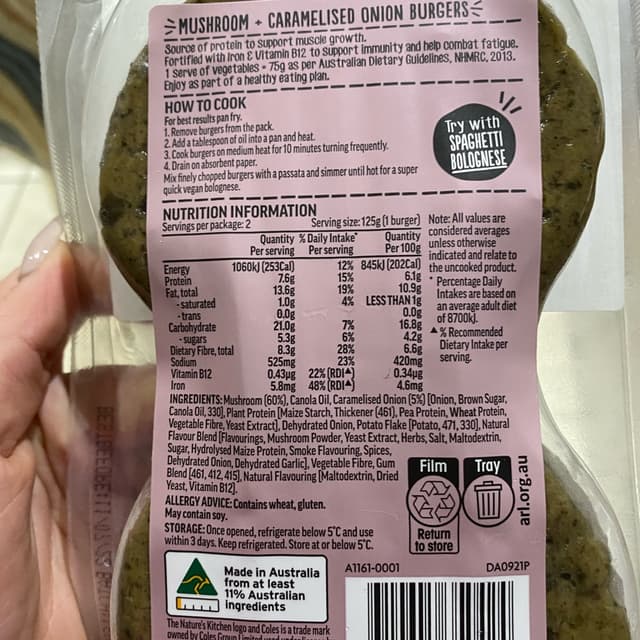 MUSHROOM + CARAMELISED ONION BURGERS
Source of protein to support muscle growth.
Fortified with Iron & Vitamin B12 to support immunity and help combat fatigue.
1 Serve of vegetables = 75g as per Australian Dietary Guidelines, NHMRC, 2013.
Enjoy as part of a healthy eating plan.
HOW TO COOK
For best results pan fry.
1. Remove burgers from the pack.
2. Add a tablespoon of oil into a pan and heat.
3. Cook burgers on medium heat for 10 minutes turning frequently.
4. Drain on absorbent paper.
Mix finely chopped burgers with a passata and simmer until hot for a super
quick vegan bolognese.
Try with
SPAGHETTI
BOLOGNESE
NUTRITION INFORMATION
Servings per package: 2 Serving size: 125g (1 burger)
Quantity % Daily Intake* Quantity
Per serving Per serving Per 100g
Energy 1060kJ (253Cal) 12% 845kJ (202Cal)
Protein 7.6g 15% 6.1g
Fat, total 13.6g 19% 10.9g
- saturated 1.0g 4% LESS THAN 1g
- trans 0.0g 0.0g
Carbohydrate 21.0g 7% 16.8g
- sugars 5.3g 6% 4.2g
Dietary Fibre, total 8.3g 28% 6.6g
Sodium 525mg 23% 420mg
Vitamin B12 0.43µg 22% (RDI▲) 0.34µg
Iron 5.8mg 48% (RDI▲) 4.6mg
Note: All values are
considered averages
unless otherwise
indicated and relate to
the uncooked product.
* Percentage Daily
Intakes are based on
an average adult diet
of 8700kJ.
▲% Recommended
Dietary Intake per
serving.
INGREDIENTS: Mushroom (60%), Canola Oil, Caramelised Onion (5%) [Onion, Brown Sugar,
Canola Oil, 330], Plant Protein [Maize Starch, Thickener (461), Pea Protein, Wheat Protein,
Vegetable Fibre, Yeast Extract], Dehydrated Onion, Potato Flake [Potato, 471, 330], Natural
Flavour Blend [Flavourings, Mushroom Powder, Yeast Extract, Herbs, Salt, Maltodextrin,
Sugar, Hydrolysed Maize Protein, Smoke Flavouring, Spices,
Dehydrated Onion, Dehydrated Garlic], Vegetable Fibre, Gum
Blend [461, 412, 415], Natural Flavouring [Maltodextrin, Dried
Yeast, Vitamin B12].
ALLERGY ADVICE: Contains wheat, gluten.
May contain soy.
STORAGE: Once opened, refrigerate below 5°C and use
within 3 days. Keep refrigerated. Store at or below 5°C.
Film Tray
Return
to store
arl.org.au
Made in Australia
from at least
11% Australian
ingredients
A1161-0001 DA0921P
The Nature's Kitchen logo and Coles is a trade mark
owned by Coles Group Limited used under